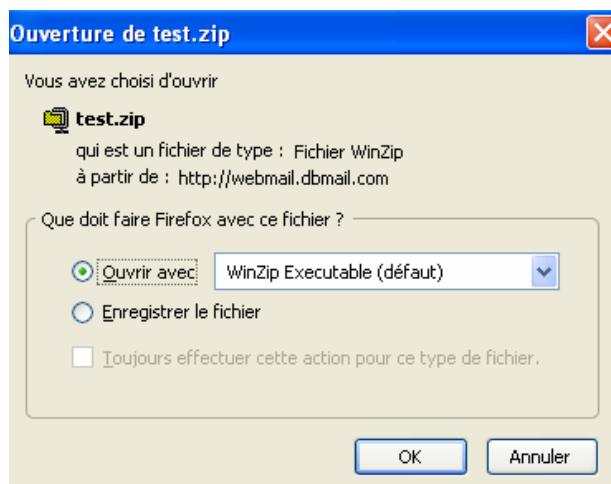 Ouverture de test.zip
Vous avez choisi d'ouvrir
test.zip
qui est un fichier de type : Fichier WinZip
à partir de : http://webmail.dbmail.com
Que doit faire Firefox avec ce fichier ?
Ouvrir avec WinZip Executable (défaut)
Enregistrer le fichier
Toujours effectuer cette action pour ce type de fichier.
OK Annuler